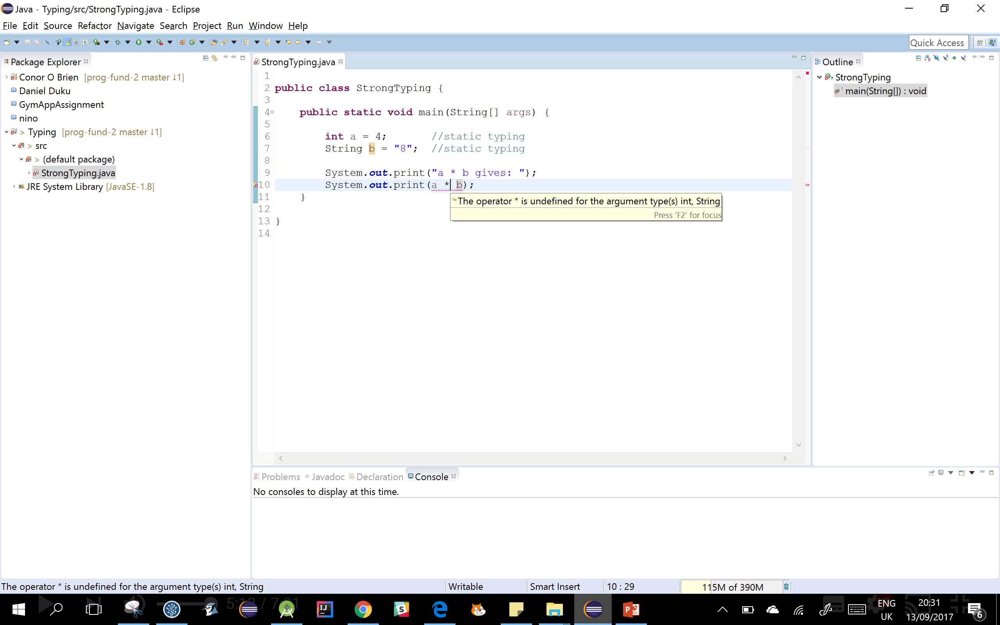 Java - Typing/src/StrongTyping.java - Eclipse
File Edit Source Refactor Navigate Search Project Run Window Help
Quick Access
Package Explorer
Conor O Brien [prog-fund-2 master ↓1]
Daniel Duku
GymAppAssignment
nino
> Typing [prog-fund-2 master ↓1]
> src
> (default package)
StrongTyping.java
JRE System Library [JavaSE-1.8]
StrongTyping.java
1
2 public class StrongTyping {
3
4 public static void main(String[] args) {
5
6 int a = 4; //static typing
7 String b = "8"; //static typing
8
9 System.out.print("a * b gives: ");
10 System.out.print(a * b);
11 }
12
13 }
14
The operator * is undefined for the argument type(s) int, String
Press 'F2' for focus
Outline
StrongTyping
main(String[]) : void
Problems @ Javadoc Declaration Console
No consoles to display at this time.
The operator * is undefined for the argument type(s) int, String
Writable
Smart Insert
10 : 29
115M of 390M
ENG
UK
20:31
13/09/2017
6